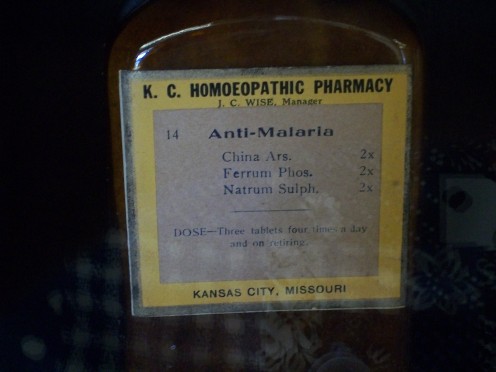 K. C. HOMOEOPATHIC PHARMACY
J. C. WISE, Manager
14 Anti-Malaria
China Ars. 2x
Ferrum Phos. 2x
Natrum Sulph. 2x
DOSE—Three tablets four times a day
and on retiring.
KANSAS CITY, MISSOURI